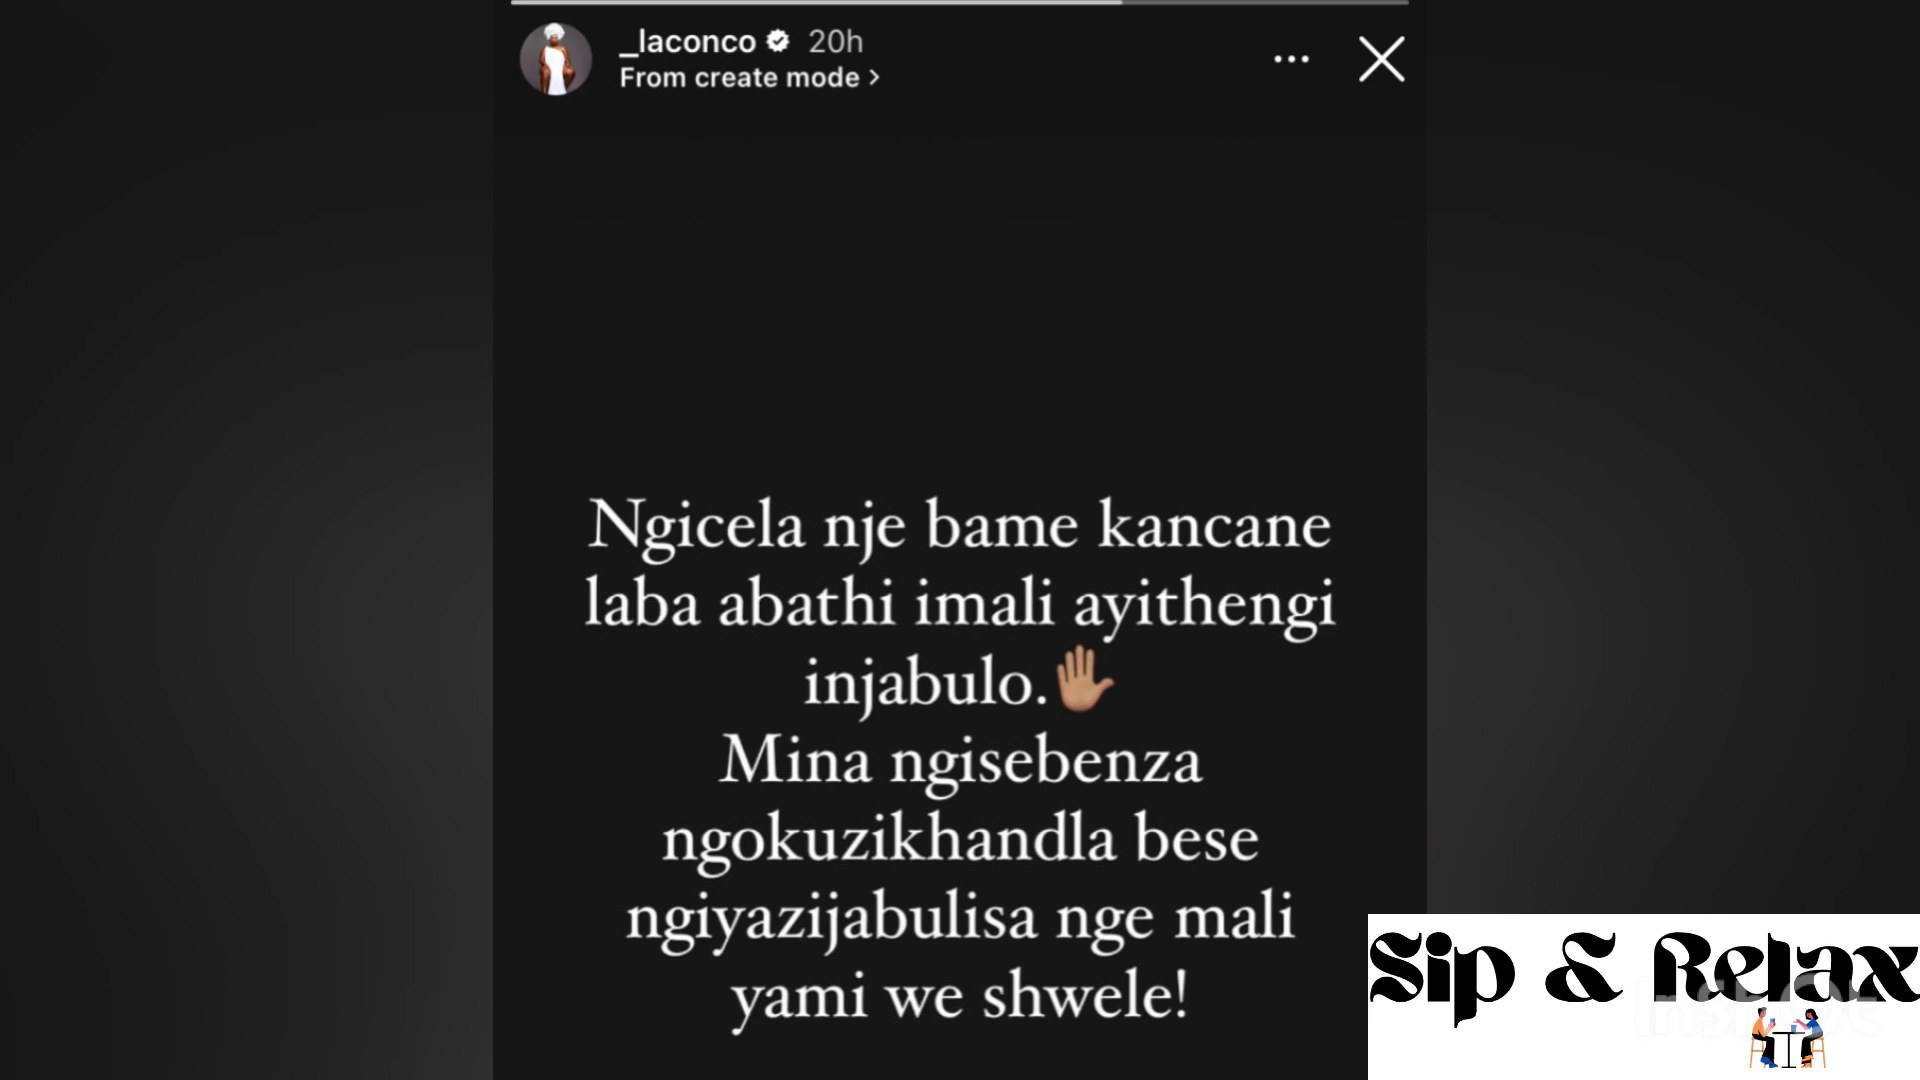 _laconco 20h
From create mode >
Ngicela nje bame kancane
laba abathi imali ayithengi
injabulo.🖐🏽
Mina ngisebenza
ngokuzikhandla bese
ngiyazijabulisa nge mali
yami we shwele!
Sip & Relax
InShot